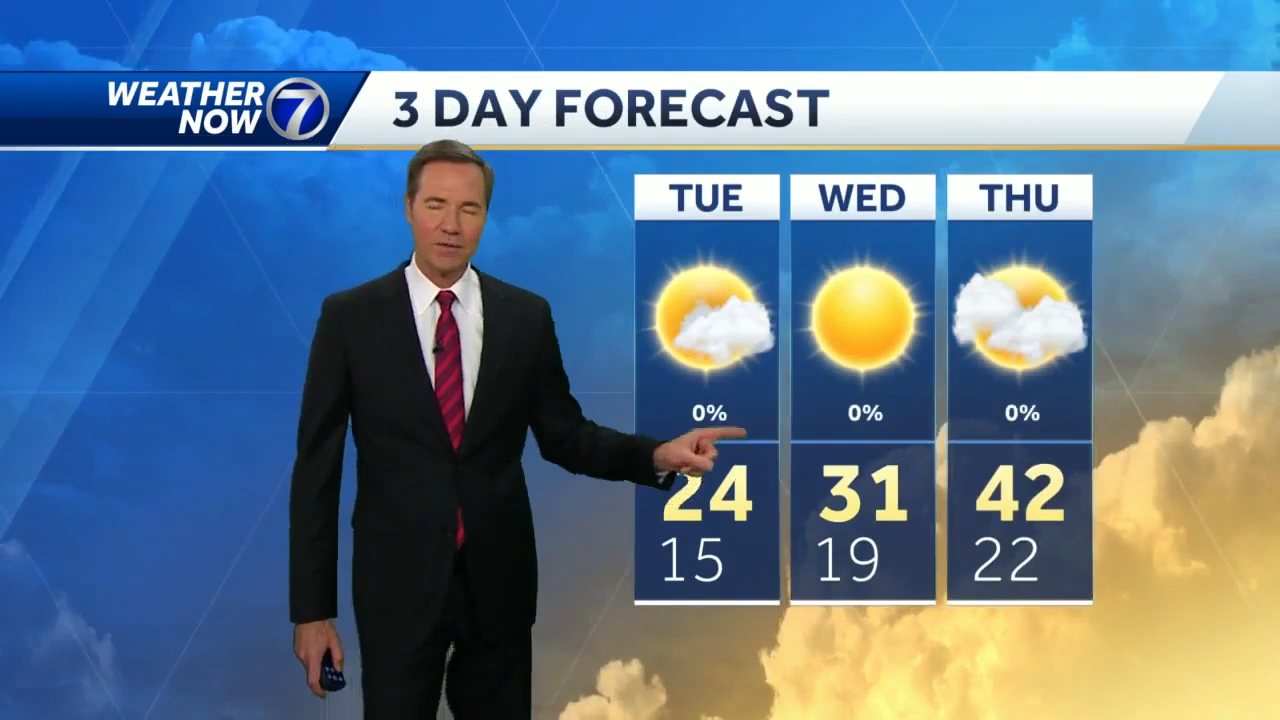 WEATHER
NOW 7
3 DAY FORECAST
TUE WED THU
0% 0% 0%
24 31 42
15 19 22